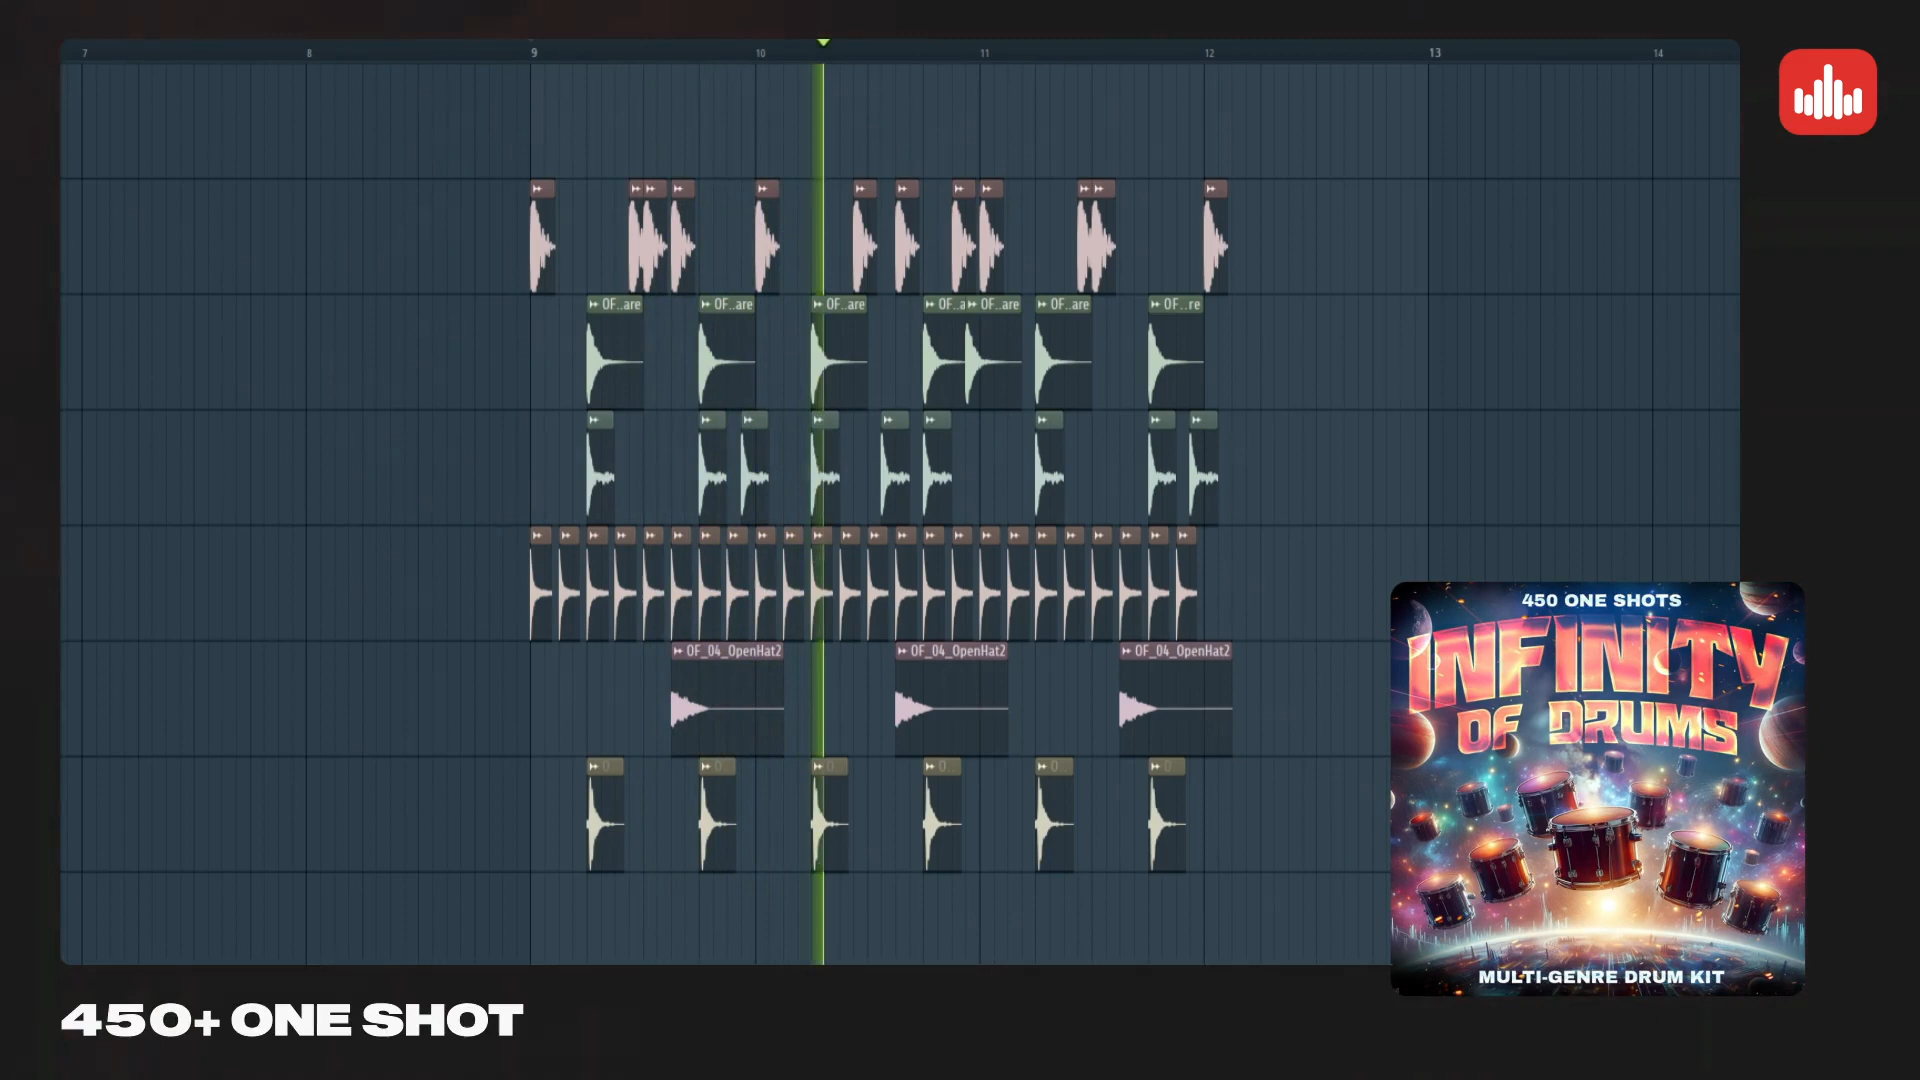 7 8 9 10 11 12 13 14
OF..are OF..are OF..are OF..a OF..are OF..are OF..re
OF_04_OpenHat2 OF_04_OpenHat2 OF_04_OpenHat2
450 ONE SHOTS
INFINITY
OF DRUMS
MULTI-GENRE DRUM KIT
450+ ONE SHOT